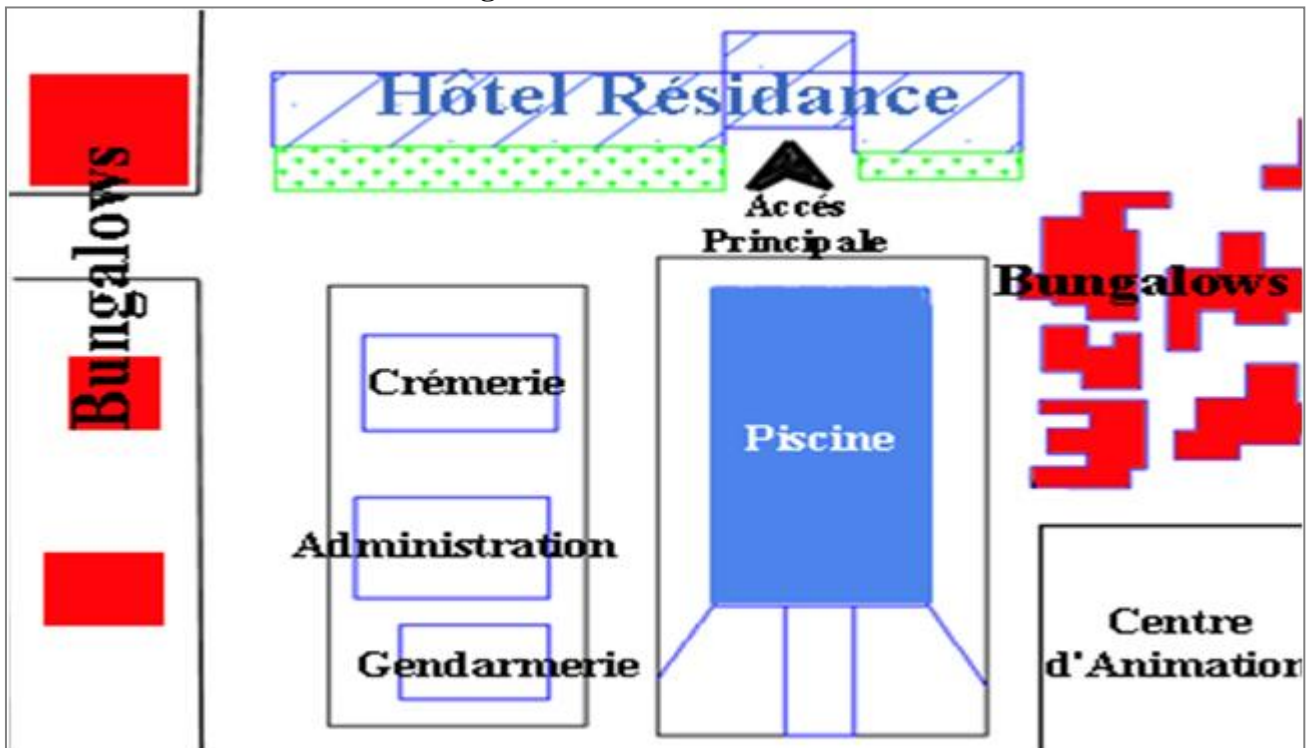 Hôtel Résidance
Accés
Principale
Bungalows
Bungalows
Crémerie
Piscine
Administration
Gendarmerie
Centre
d'Animation